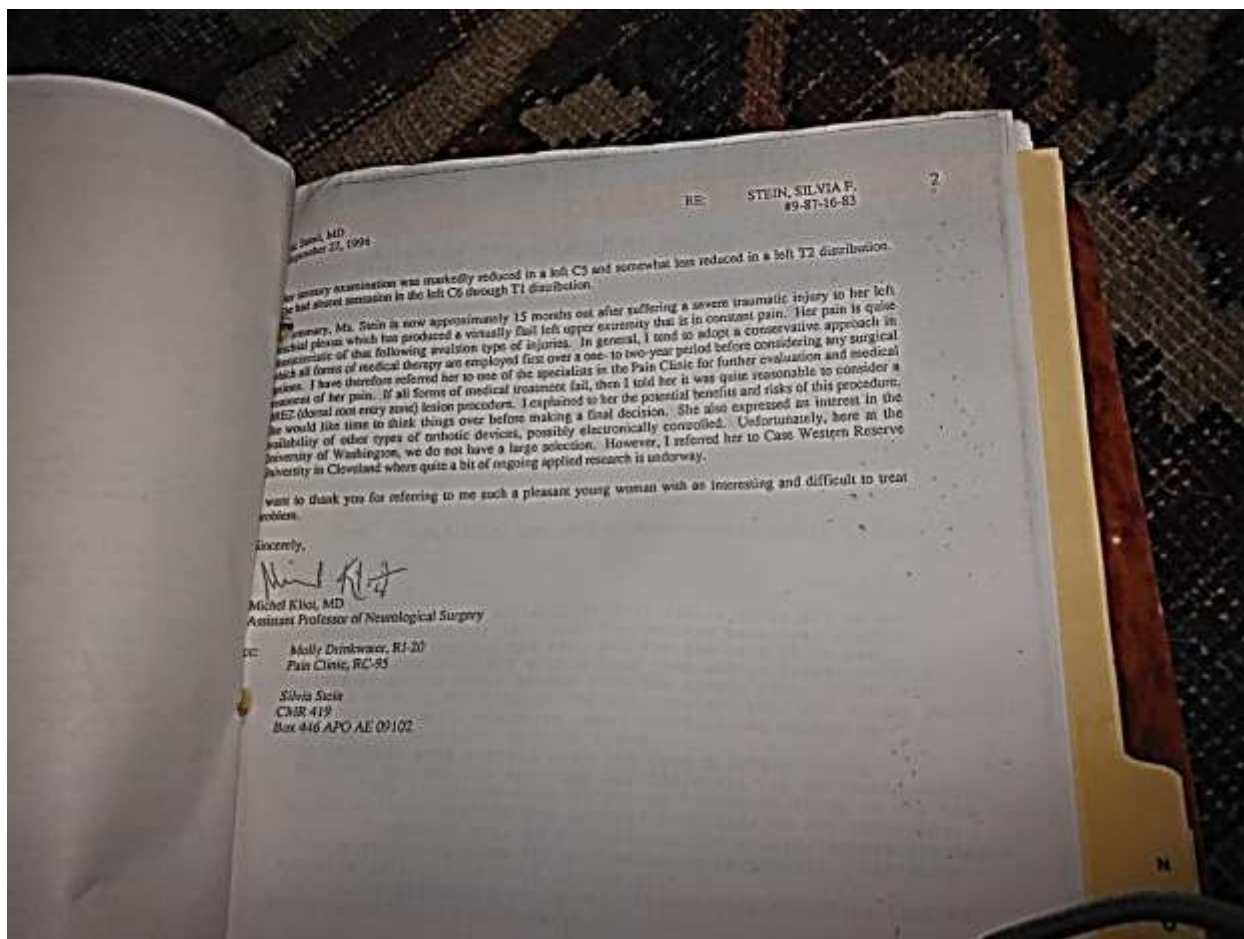 RE: STEIN, SILVIA F. 2
#9-87-16-83
MD
27, 1994
sensory examination was markedly reduced in a left C5 and somewhat less reduced in a left T2 distribution.
had absent sensation in the left C6 through T1 distribution.
summary, Ms. Stein is now approximately 15 months out after suffering a severe traumatic injury to her left
plexus which has produced a virtually flail left upper extremity that is in constant pain. Her pain is quite
of that following avulsion type of injuries. In general, I tend to adopt a conservative approach in
which all forms of medical therapy are employed first over a one- to two-year period before considering any surgical
I have therefore referred her to one of the specialists in the Pain Clinic for further evaluation and medical
of her pain. If all forms of medical treatment fail, then I told her it was quite reasonable to consider a
DREZ (dorsal root entry zone) lesion procedure. I explained to her the potential benefits and risks of this procedure.
he would like time to think things over before making a final decision. She also expressed an interest in the
vailability of other types of orthotic devices, possibly electronically controlled. Unfortunately, here at the
niversity of Washington, we do not have a large selection. However, I referred her to Case Western Reserve
niversity in Cleveland where quite a bit of ongoing applied research is underway.
want to thank you for referring to me such a pleasant young woman with an interesting and difficult to treat
roblem.
Sincerely,
Michel Kliot, MD
Assistant Professor of Neurological Surgery
cc: Molly Drinkwater, RJ-20
Pain Clinic, RC-95
Silvia Stein
CMR 419
Box 446 APO AE 09102
N